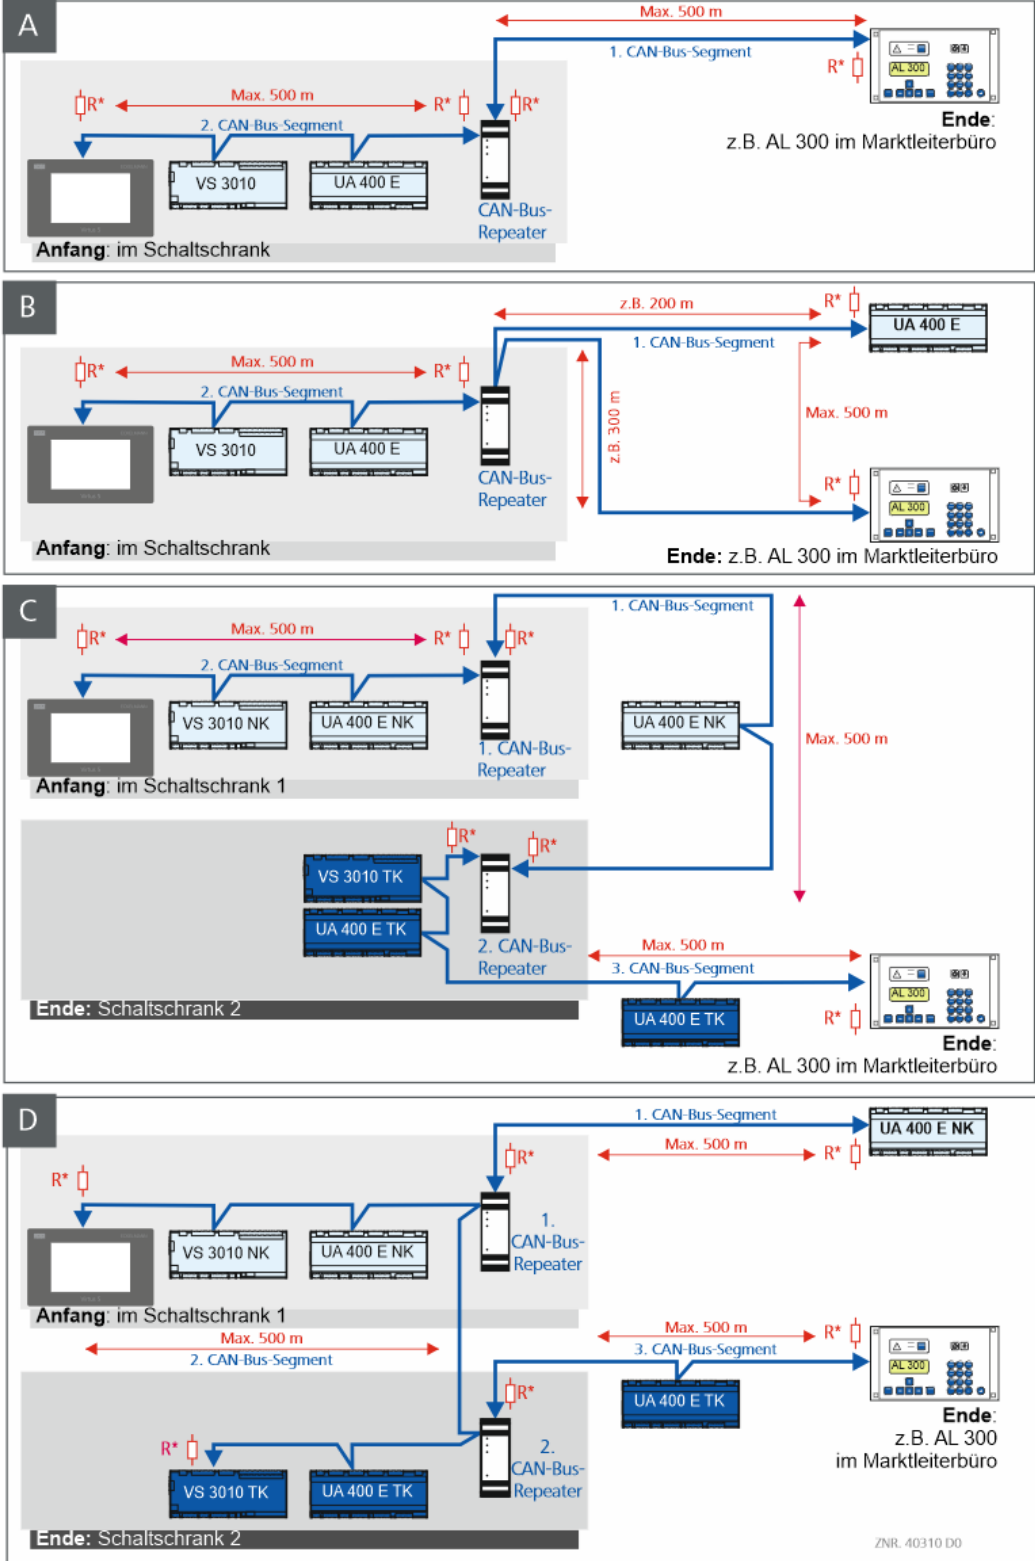 A
Max. 500 m
1. CAN-Bus-Segment
R*
AL 300
Ende:
z.B. AL 300 im Marktleiterbüro
R*
Max. 500 m
R*
R*
2. CAN-Bus-Segment
VS 3010
UA 400 E
CAN-Bus-
Repeater
Anfang: im Schaltschrank
B
z.B. 200 m
R*
UA 400 E
1. CAN-Bus-Segment
R*
Max. 500 m
R*
2. CAN-Bus-Segment
VS 3010
UA 400 E
z.B. 300 m
Max. 500 m
CAN-Bus-
Repeater
R*
AL 300
Anfang: im Schaltschrank
Ende: z.B. AL 300 im Marktleiterbüro
C
1. CAN-Bus-Segment
R*
Max. 500 m
R*
R*
2. CAN-Bus-Segment
VS 3010 NK
UA 400 E NK
UA 400 E NK
Max. 500 m
1. CAN-Bus-
Repeater
Anfang: im Schaltschrank 1
R*
R*
VS 3010 TK
UA 400 E TK
2. CAN-Bus-
Repeater
Max. 500 m
3. CAN-Bus-Segment
AL 300
UA 400 E TK
R*
Ende: Schaltschrank 2
Ende:
z.B. AL 300 im Marktleiterbüro
D
1. CAN-Bus-Segment
UA 400 E NK
Max. 500 m
R*
R*
R*
VS 3010 NK
UA 400 E NK
1.
CAN-Bus-
Repeater
Anfang: im Schaltschrank 1
Max. 500 m
2. CAN-Bus-Segment
Max. 500 m
R*
3. CAN-Bus-Segment
AL 300
R*
UA 400 E TK
Ende:
z.B. AL 300
im Marktleiterbüro
R*
VS 3010 TK
UA 400 E TK
2.
CAN-Bus-
Repeater
Ende: Schaltschrank 2
ZNR. 40310 D0